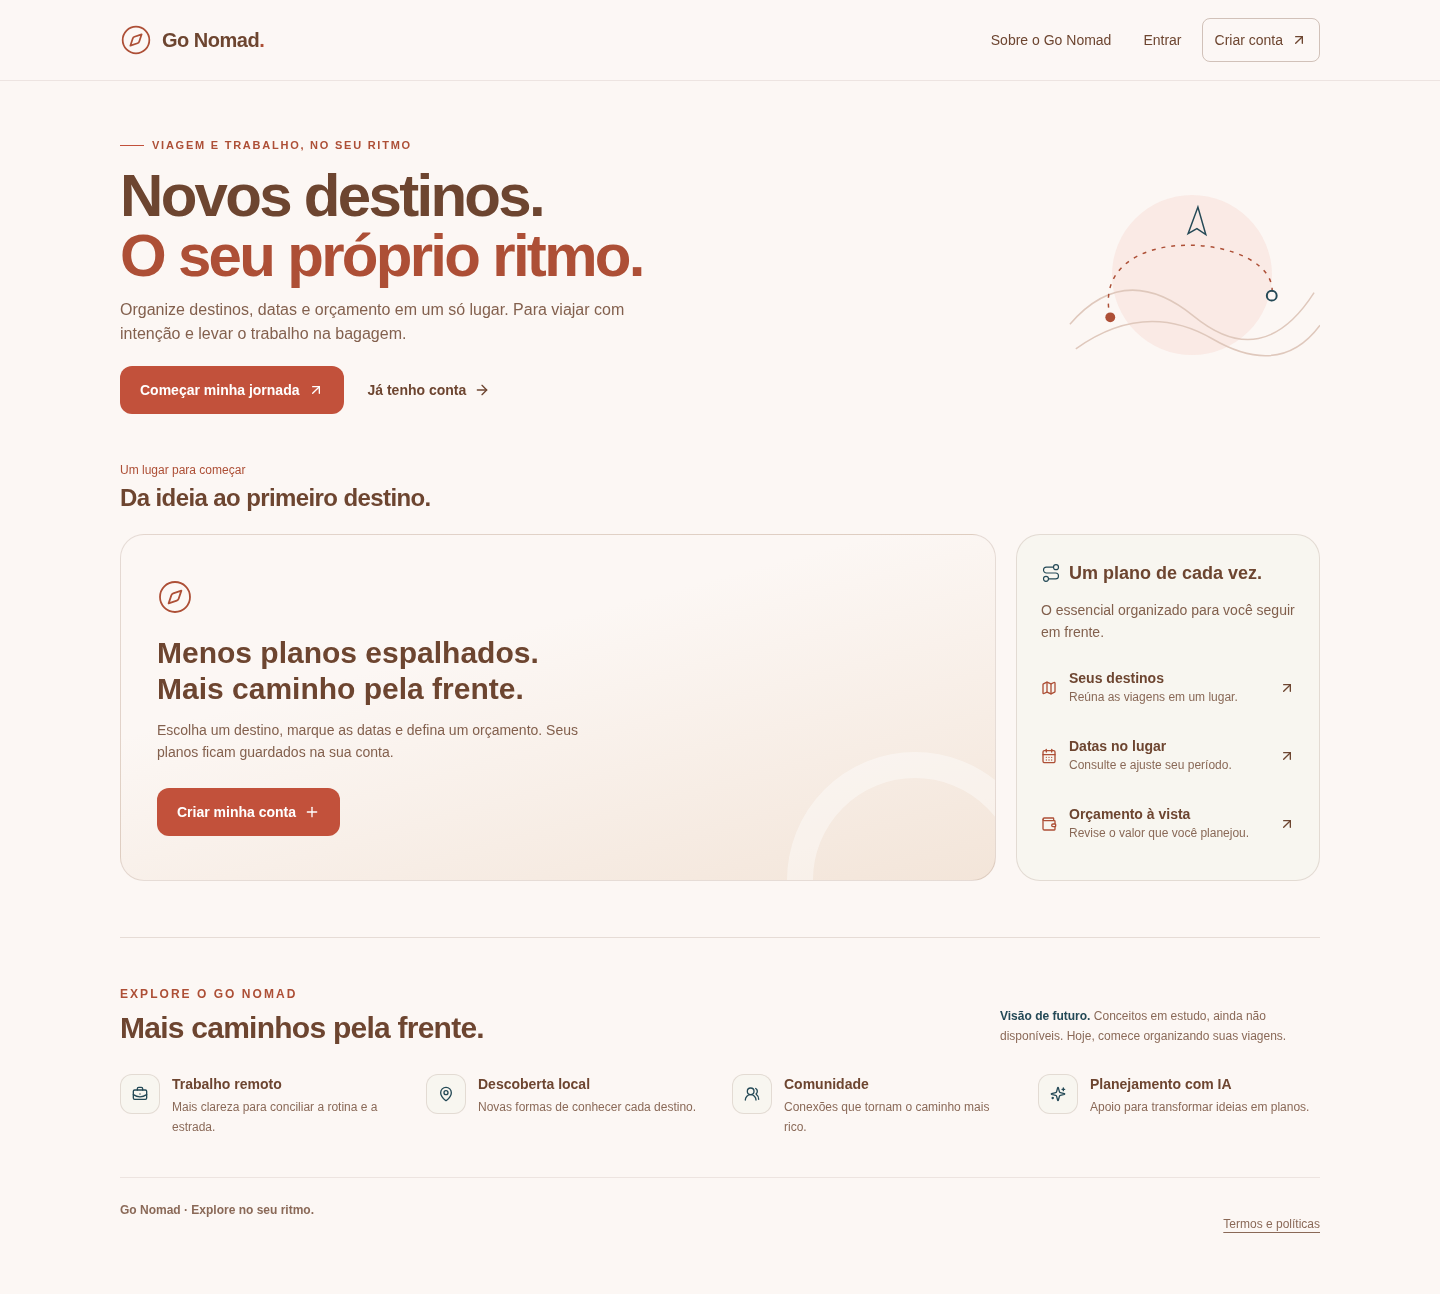 Go Nomad.
Sobre o Go Nomad
Entrar
Criar conta
VIAGEM E TRABALHO, NO SEU RITMO
Novos destinos.
O seu próprio ritmo.
Organize destinos, datas e orçamento em um só lugar. Para viajar com
intenção e levar o trabalho na bagagem.
Começar minha jornada
Já tenho conta
Um lugar para começar
Da ideia ao primeiro destino.
Menos planos espalhados.
Mais caminho pela frente.
Escolha um destino, marque as datas e defina um orçamento. Seus
planos ficam guardados na sua conta.
Criar minha conta
Um plano de cada vez.
O essencial organizado para você seguir
em frente.
Seus destinos
Reúna as viagens em um lugar.
Datas no lugar
Consulte e ajuste seu período.
Orçamento à vista
Revise o valor que você planejou.
EXPLORE O GO NOMAD
Mais caminhos pela frente.
Visão de futuro. Conceitos em estudo, ainda não
disponíveis. Hoje, comece organizando suas viagens.
Trabalho remoto
Mais clareza para conciliar a rotina e a
estrada.
Descoberta local
Novas formas de conhecer cada destino.
Comunidade
Conexões que tornam o caminho mais
rico.
Planejamento com IA
Apoio para transformar ideias em planos.
Go Nomad · Explore no seu ritmo.
Termos e políticas